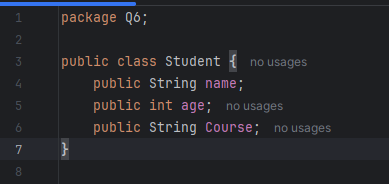 1 package Q6;
2
3 public class Student { no usages
4 public String name;
5 public int age; no usages
6 public String Course; no usages
7 }
8